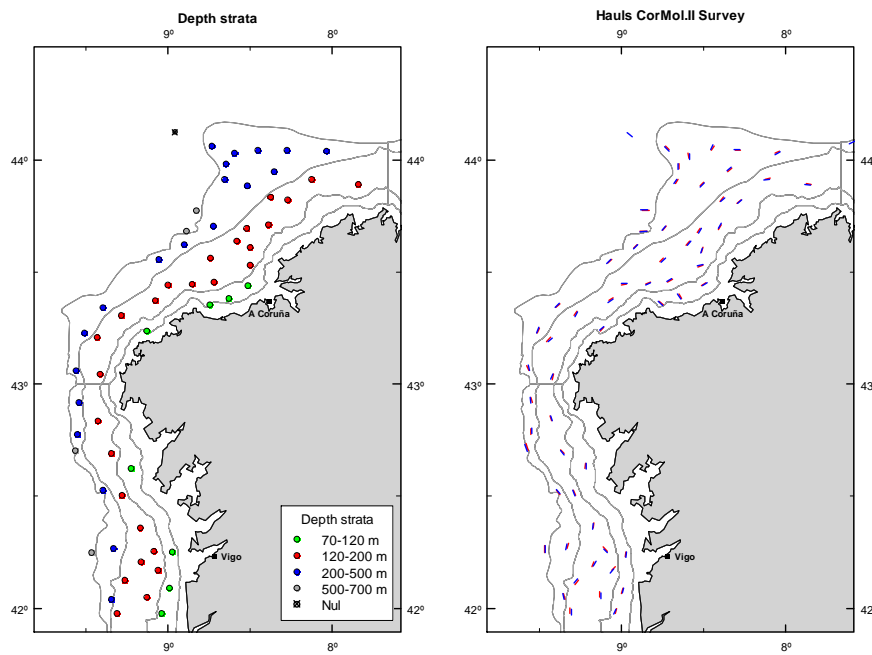 Depth strata
Hauls CorMol.II Survey
9º
8º
9º
8º
44º
44º
44º
A Coruña
A Coruña
43º
43º
43º
Depth strata
70-120 m
120-200 m
200-500 m
500-700 m
Nul
Vigo
Vigo
42º
42º
42º
9º
8º
9º
8º